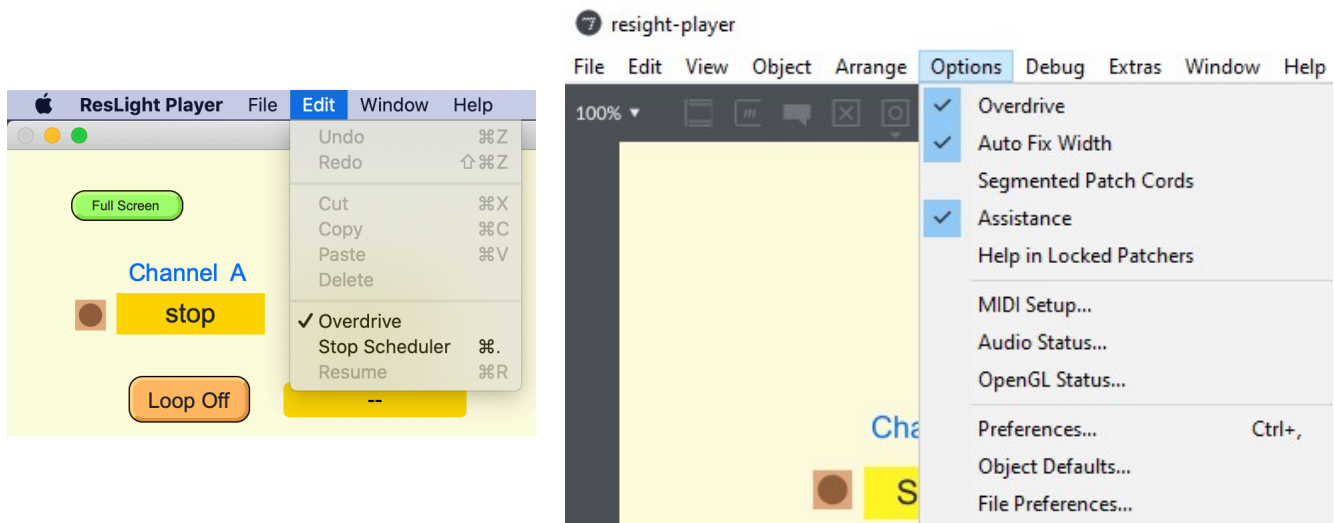 ResLight Player File Edit Window Help
Undo ⌘Z
Redo ⇧⌘Z
Full Screen
Cut ⌘X
Copy ⌘C
Paste ⌘V
Delete
Channel A
stop
Overdrive
Stop Scheduler ⌘.
Resume ⌘R
Loop Off
--
resight-player
File Edit View Object Arrange Options Debug Extras Window Help
100%
m
Overdrive
Auto Fix Width
Segmented Patch Cords
Assistance
Help in Locked Patchers
MIDI Setup...
Audio Status...
OpenGL Status...
Cha
Preferences... Ctrl+,
Object Defaults...
S
File Preferences...